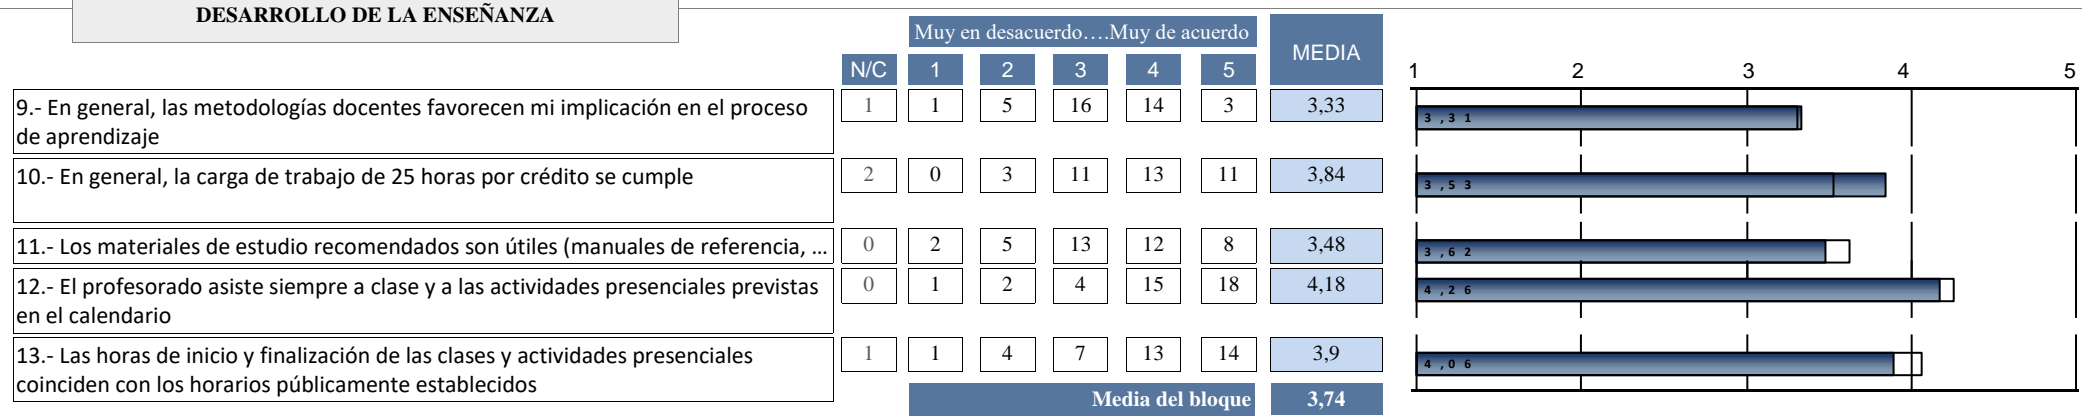 DESARROLLO DE LA ENSEÑANZA
Muy en desacuerdo….Muy de acuerdo
MEDIA
N/C 1 2 3 4 5
1 2 3 4 5
9.- En general, las metodologías docentes favorecen mi implicación en el proceso
de aprendizaje
1 1 5 16 14 3 3,33
3,31
10.- En general, la carga de trabajo de 25 horas por crédito se cumple
2 0 3 11 13 11 3,84
3,53
11.- Los materiales de estudio recomendados son útiles (manuales de referencia, ...
0 2 5 13 12 8 3,48
3,62
12.- El profesorado asiste siempre a clase y a las actividades presenciales previstas
en el calendario
0 1 2 4 15 18 4,18
4,26
13.- Las horas de inicio y finalización de las clases y actividades presenciales
coinciden con los horarios públicamente establecidos
1 1 4 7 13 14 3,9
4,06
Media del bloque 3,74